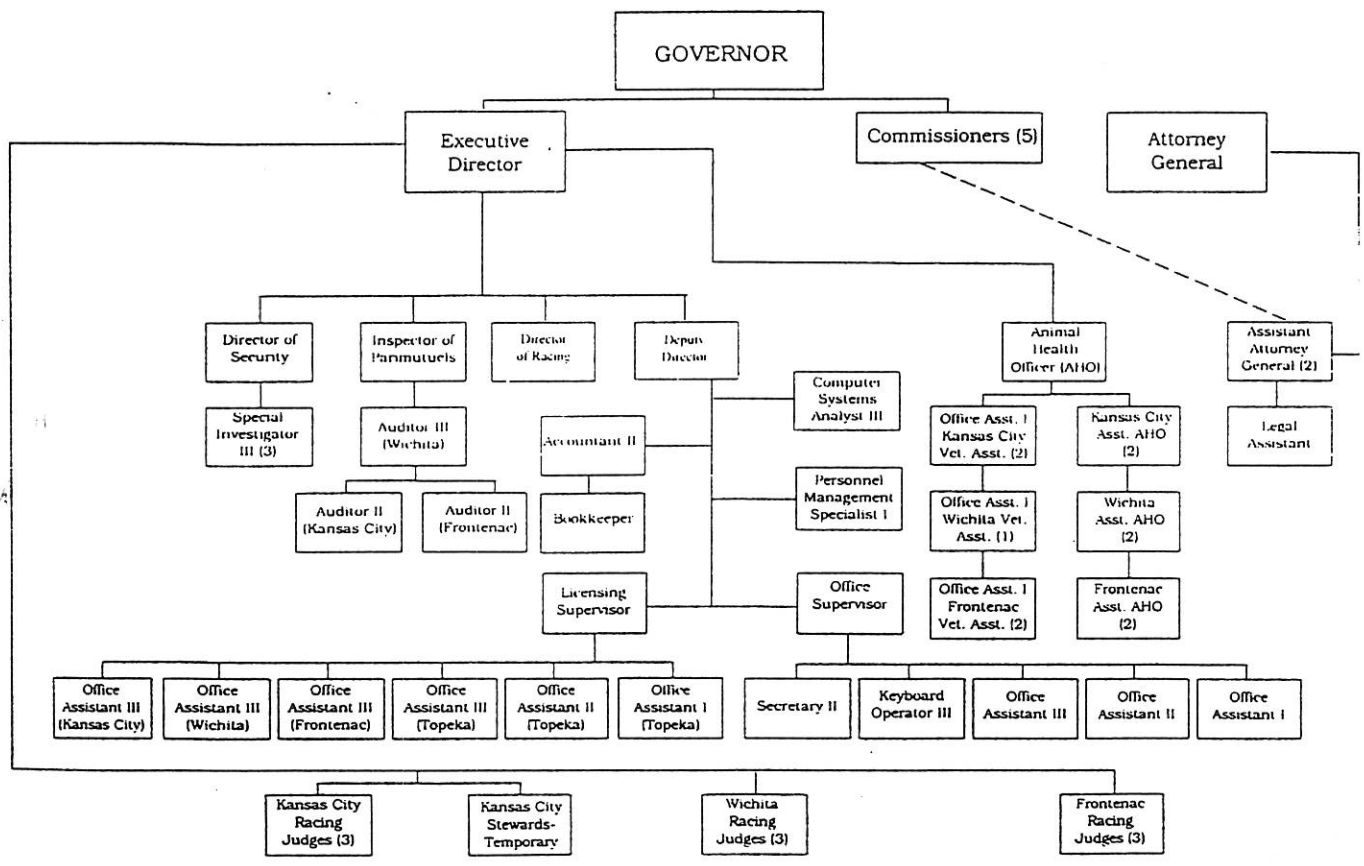 GOVERNOR
Executive
Director
Commissioners (5)
Attorney
General
Director of
Security
Inspector of
Parimutuels
Director
of Racing
Deputy
Director
Animal
Health
Officer (AHO)
Assistant
Attorney
General (2)
Special
Investigator
III (3)
Auditor III
(Wichita)
Accountant II
Computer
Systems
Analyst III
Office Asst. I
Kansas City
Vet. Asst. (2)
Kansas City
Asst. AHO
(2)
Legal
Assistant
Auditor II
(Kansas City)
Auditor II
(Frontenac)
Bookkeeper
Personnel
Management
Specialist I
Office Asst. I
Wichita Vet.
Asst. (1)
Wichita
Asst. AHO
(2)
Licensing
Supervisor
Office
Supervisor
Office Asst. I
Frontenac
Vet. Asst. (2)
Frontenac
Asst. AHO
(2)
Office
Assistant III
(Kansas City)
Office
Assistant III
(Wichita)
Office
Assistant III
(Frontenac)
Office
Assistant III
(Topeka)
Office
Assistant II
(Topeka)
Office
Assistant I
(Topeka)
Secretary II
Keyboard
Operator III
Office
Assistant III
Office
Assistant II
Office
Assistant I
Kansas City
Racing
Judges (3)
Kansas City
Stewards-
Temporary
Wichita
Racing
Judges (3)
Frontenac
Racing
Judges (3)